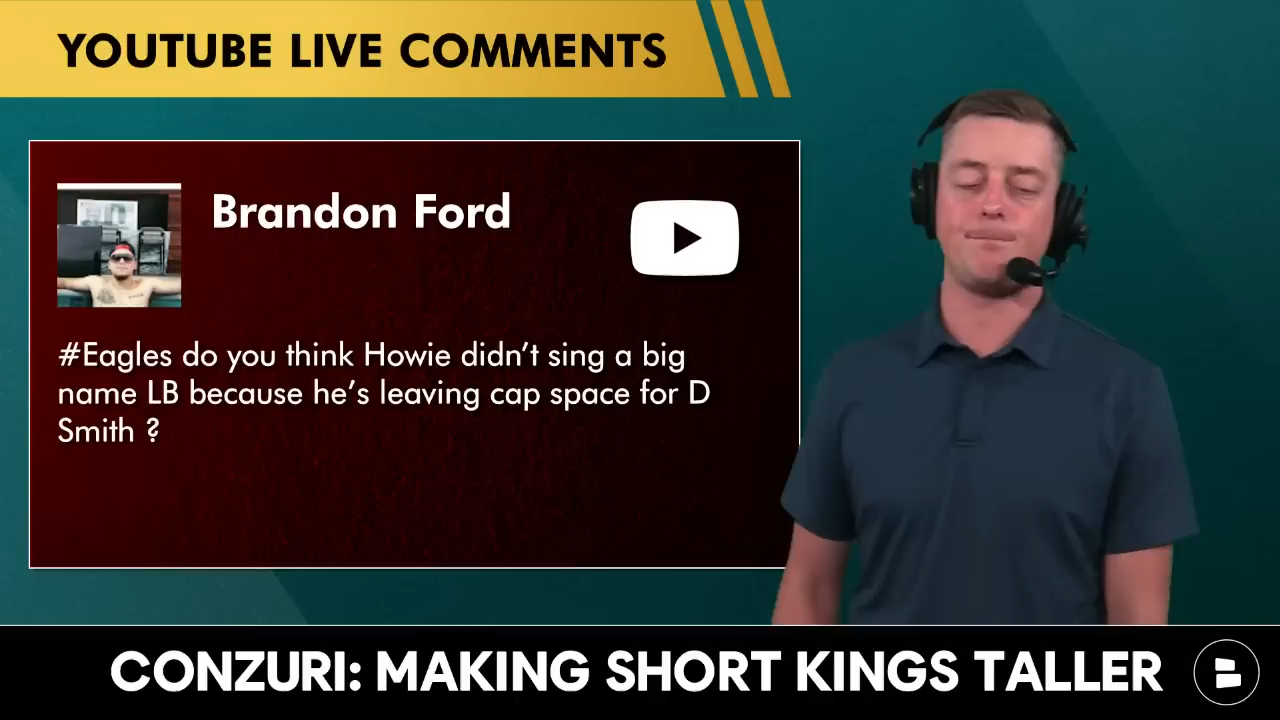 YOUTUBE LIVE COMMENTS
Brandon Ford
#Eagles do you think Howie didn't sing a big
name LB because he's leaving cap space for D
Smith ?
CONZURI: MAKING SHORT KINGS TALLER